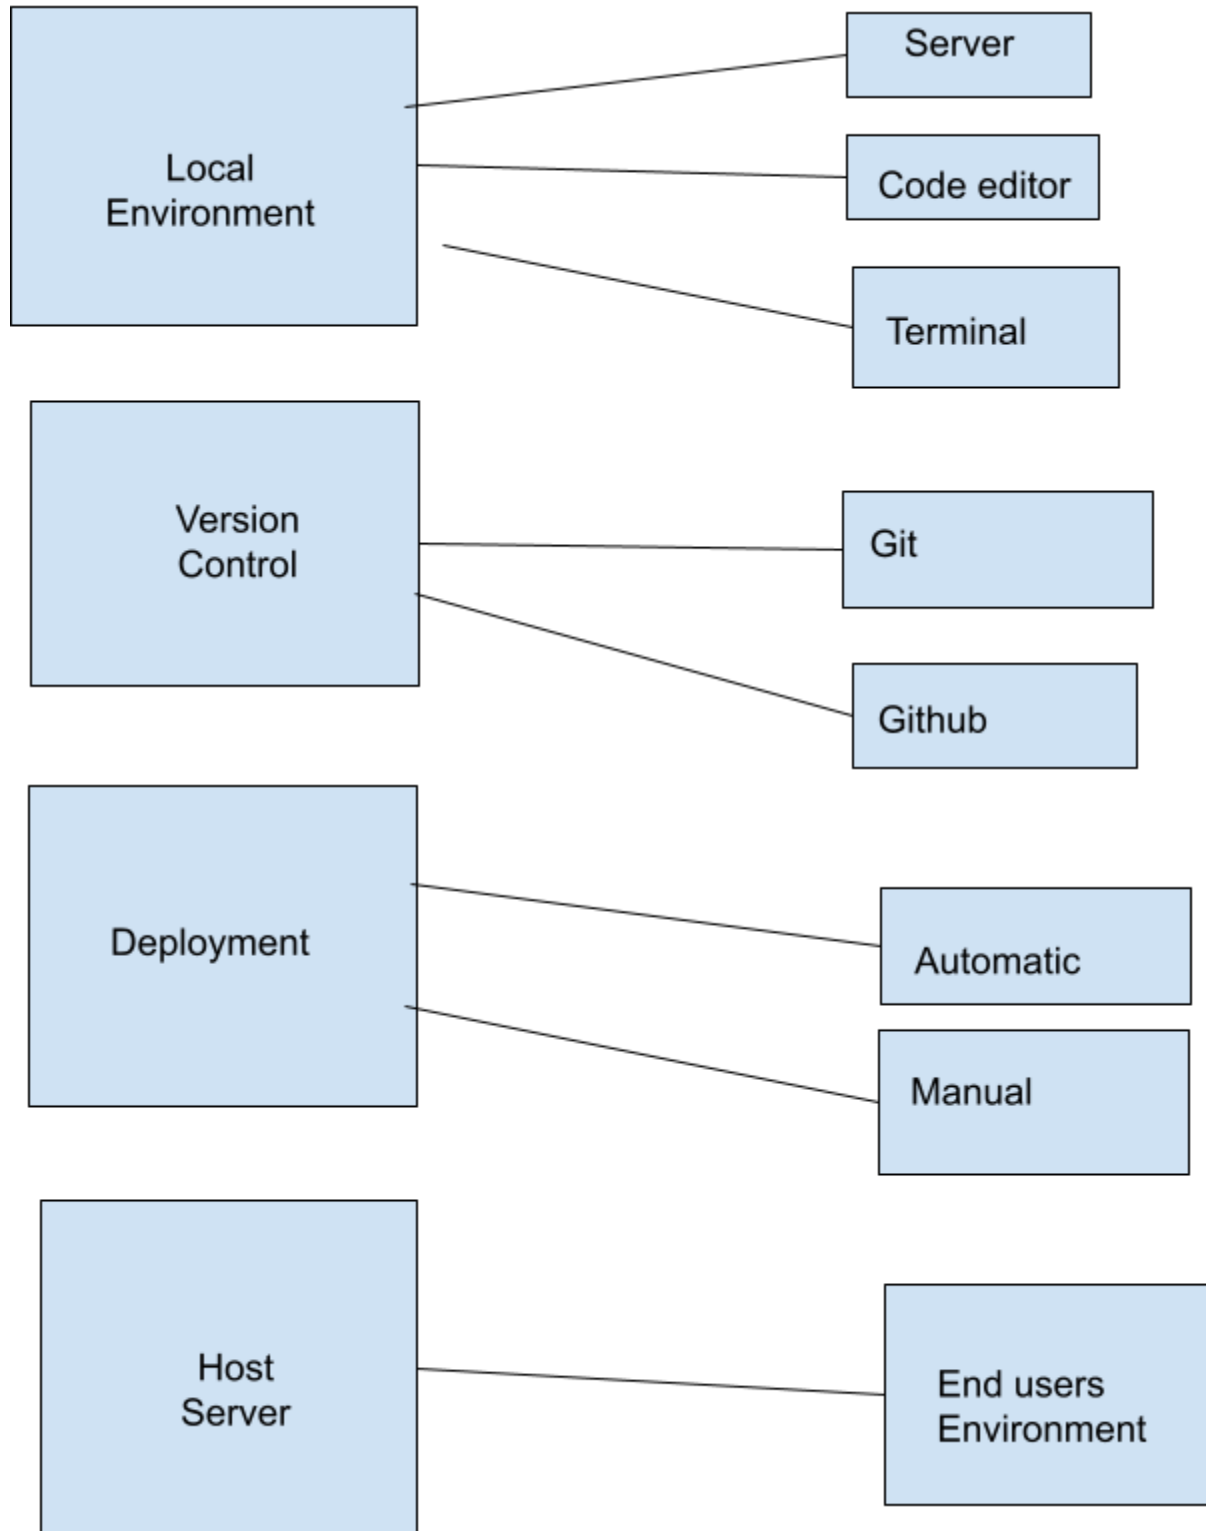 Local
Environment
Server
Code editor
Terminal
Version
Control
Git
Github
Deployment
Automatic
Manual
Host
Server
End users
Environment